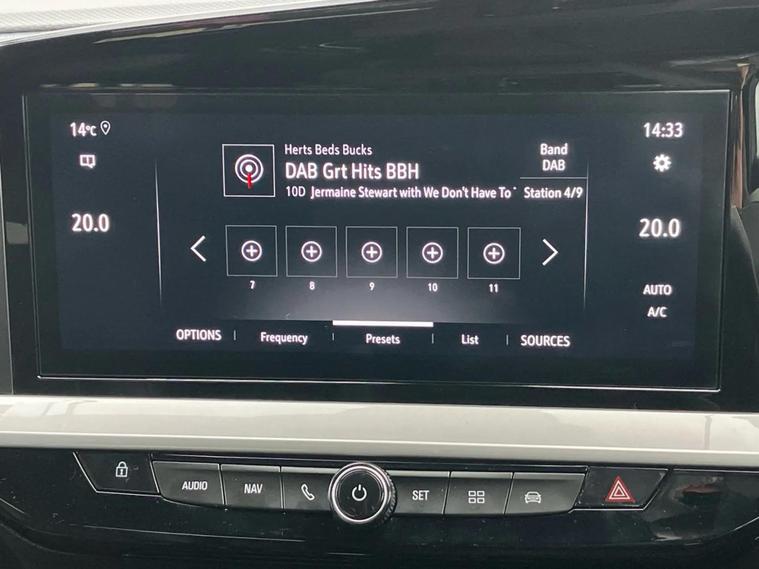 14°C
14:33
Herts Beds Bucks
DAB Grt Hits BBH
10D Jermaine Stewart with We Don't Have To
Band
DAB
Station 4/9
20.0
20.0
7 8 9 10 11
AUTO
A/C
OPTIONS Frequency Presets List SOURCES
AUDIO NAV SET